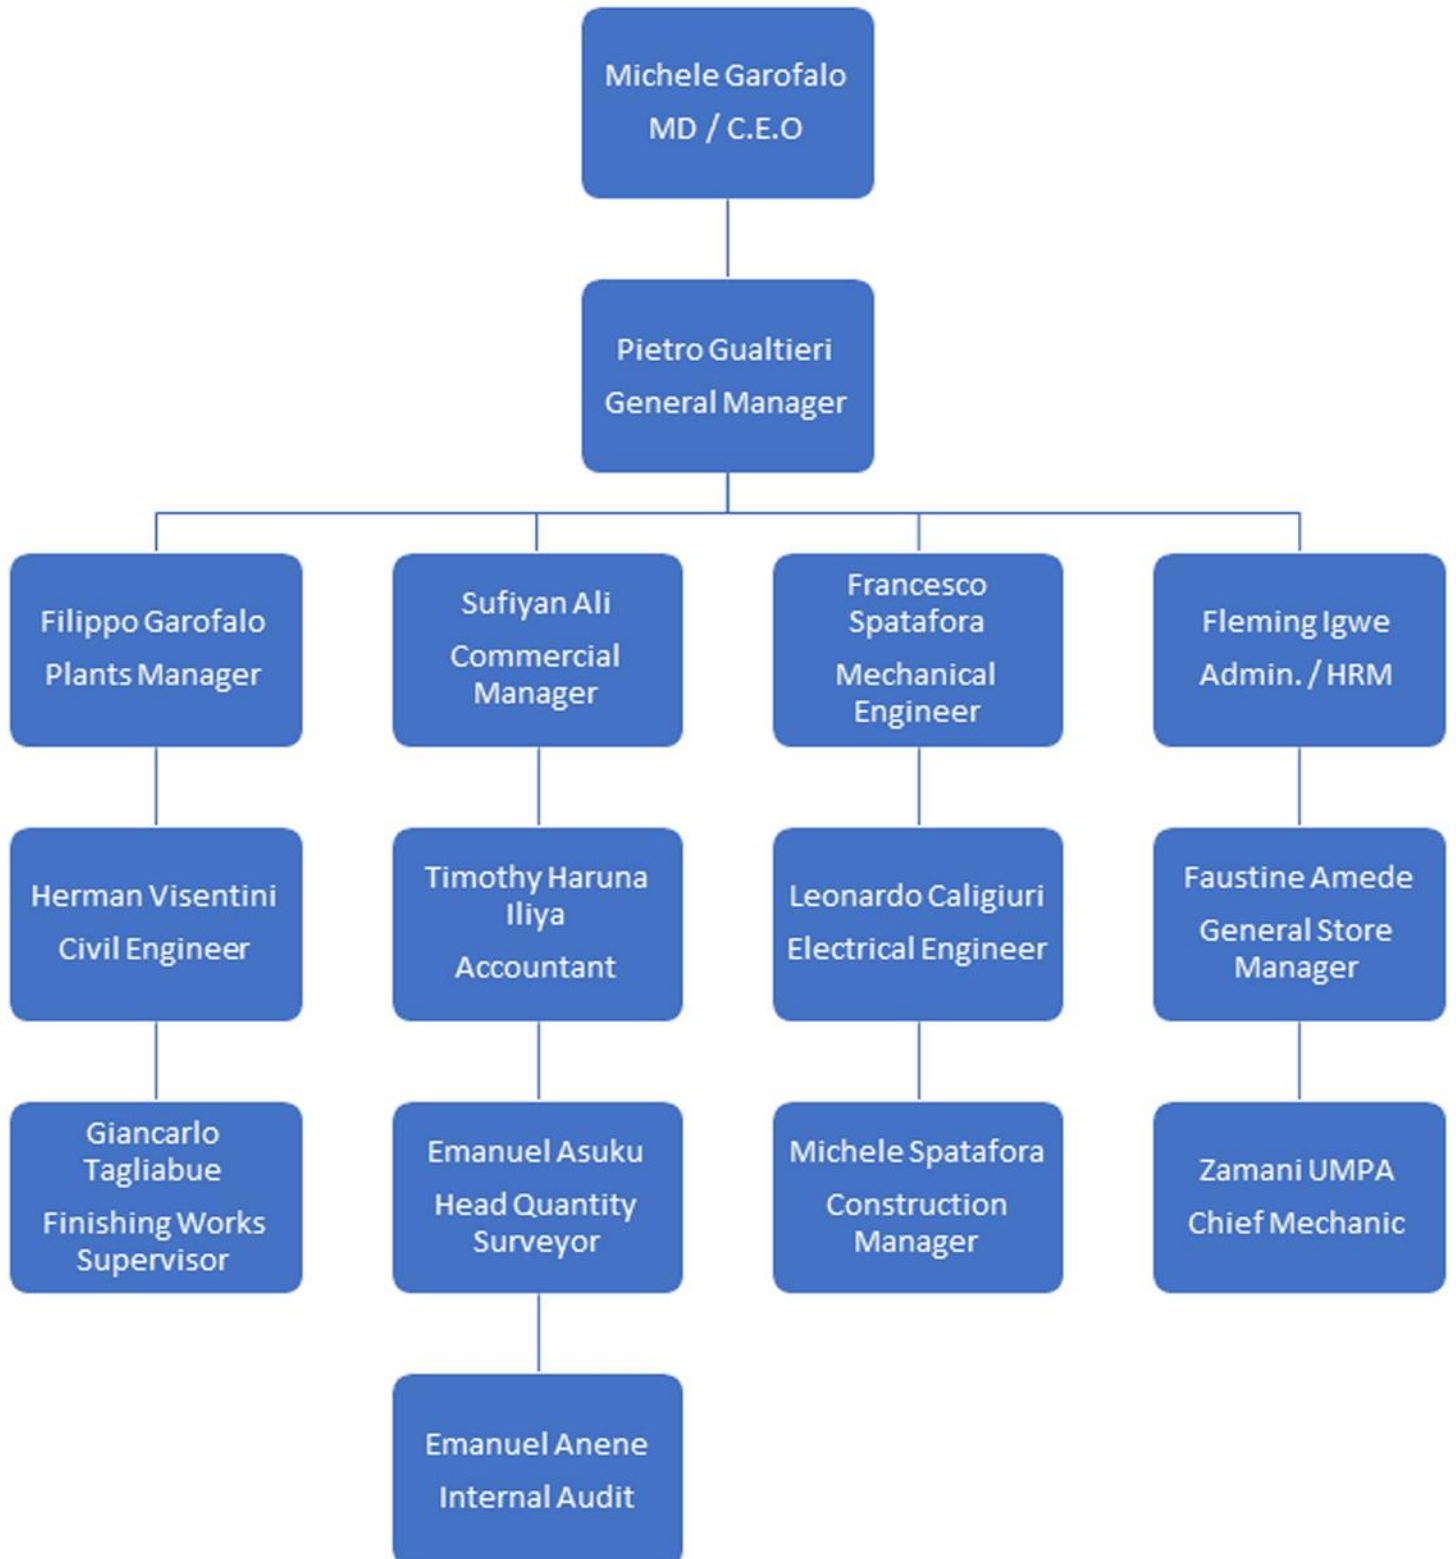 Michele Garofalo
MD / C.E.O
Pietro Gualtieri
General Manager
Filippo Garofalo
Plants Manager
Sufiyan Ali
Commercial
Manager
Francesco
Spatafora
Mechanical
Engineer
Fleming Igwe
Admin. / HRM
Herman Visentini
Civil Engineer
Timothy Haruna
Iliya
Accountant
Leonardo Caligiuri
Electrical Engineer
Faustine Amede
General Store
Manager
Giancarlo
Tagliabue
Finishing Works
Supervisor
Emanuel Asuku
Head Quantity
Surveyor
Michele Spatafora
Construction
Manager
Zamani UMPA
Chief Mechanic
Emanuel Anene
Internal Audit